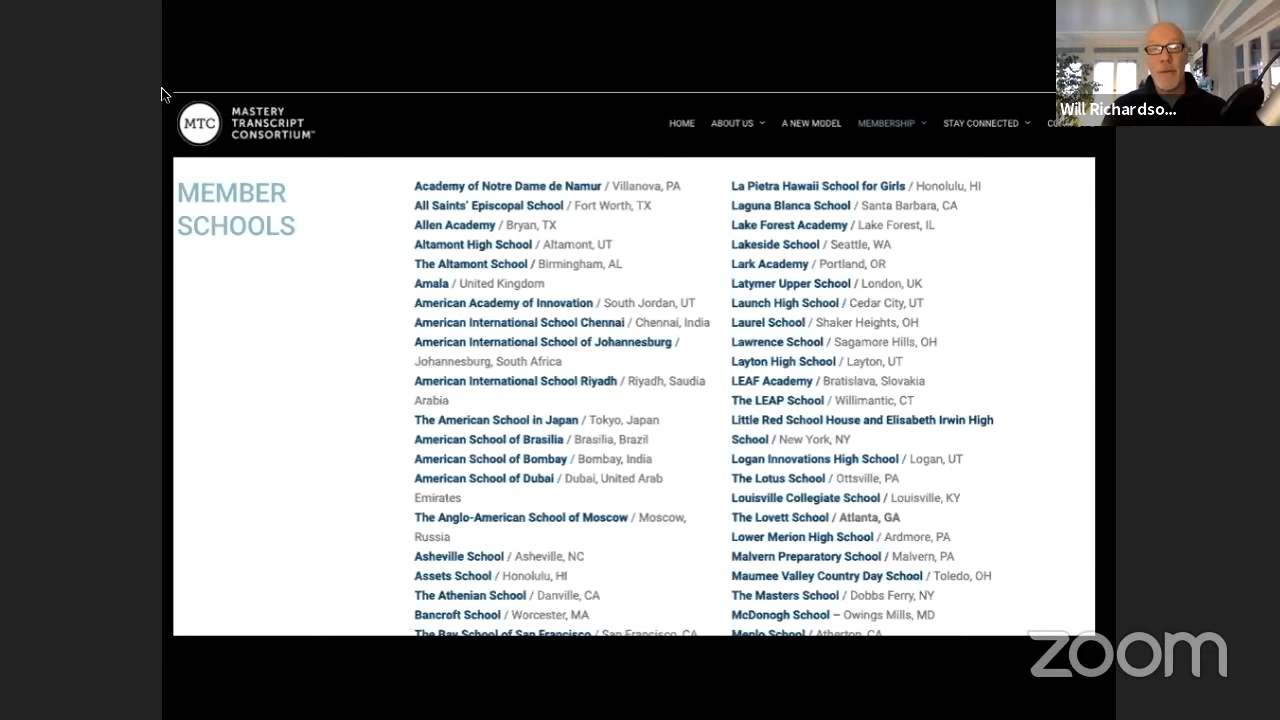 MTC
MASTERY
TRANSCRIPT
CONSORTIUM™
HOME ABOUT US A NEW MODEL MEMBERSHIP STAY CONNECTED
Will Richardso...
MEMBER
SCHOOLS
Academy of Notre Dame de Namur / Villanova, PA
All Saints' Episcopal School / Fort Worth, TX
Allen Academy / Bryan, TX
Altamont High School / Altamont, UT
The Altamont School / Birmingham, AL
Amala / United Kingdom
American Academy of Innovation / South Jordan, UT
American International School Chennai / Chennai, India
American International School of Johannesburg /
Johannesburg, South Africa
American International School Riyadh / Riyadh, Saudia
Arabia
The American School in Japan / Tokyo, Japan
American School of Brasilia / Brasilia, Brazil
American School of Bombay / Bombay, India
American School of Dubai / Dubai, United Arab
Emirates
The Anglo-American School of Moscow / Moscow,
Russia
Asheville School / Asheville, NC
Assets School / Honolulu, HI
The Athenian School / Danville, CA
Bancroft School / Worcester, MA
The Bay School of San Francisco / San Francisco, CA
La Pietra Hawaii School for Girls / Honolulu, HI
Laguna Blanca School / Santa Barbara, CA
Lake Forest Academy / Lake Forest, IL
Lakeside School / Seattle, WA
Lark Academy / Portland, OR
Latymer Upper School / London, UK
Launch High School / Cedar City, UT
Laurel School / Shaker Heights, OH
Lawrence School / Sagamore Hills, OH
Layton High School / Layton, UT
LEAF Academy / Bratislava, Slovakia
The LEAP School / Willimantic, CT
Little Red School House and Elisabeth Irwin High
School / New York, NY
Logan Innovations High School / Logan, UT
The Lotus School / Ottsville, PA
Louisville Collegiate School / Louisville, KY
The Lovett School / Atlanta, GA
Lower Merion High School / Ardmore, PA
Malvern Preparatory School / Malvern, PA
Maumee Valley Country Day School / Toledo, OH
The Masters School / Dobbs Ferry, NY
McDonogh School – Owings Mills, MD
Menlo School / Atherton, CA
zoom